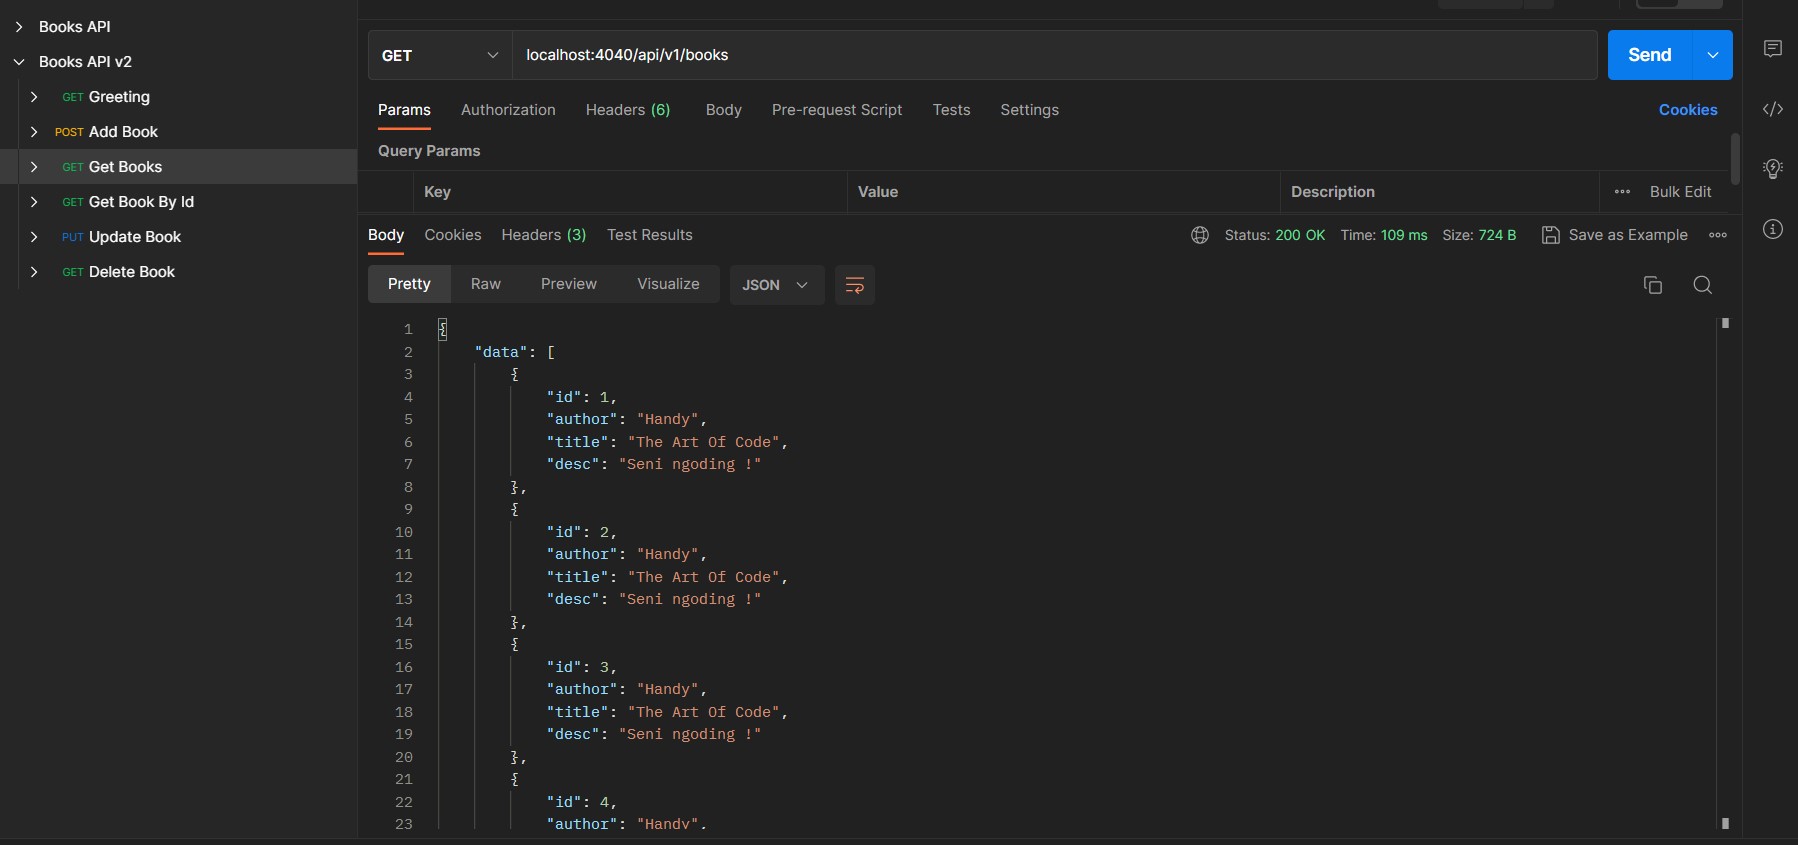 Books API
Books API v2
GET Greeting
POST Add Book
GET Get Books
GET Get Book By Id
PUT Update Book
GET Delete Book
GET localhost:4040/api/v1/books Send
Params Authorization Headers (6) Body Pre-request Script Tests Settings Cookies
Query Params
Key Value Description ••• Bulk Edit
Body Cookies Headers (3) Test Results Status: 200 OK Time: 109 ms Size: 724 B Save as Example
Pretty Raw Preview Visualize JSON
1 {
2 "data": [
3 {
4 "id": 1,
5 "author": "Handy",
6 "title": "The Art Of Code",
7 "desc": "Seni ngoding !"
8 },
9 {
10 "id": 2,
11 "author": "Handy",
12 "title": "The Art Of Code",
13 "desc": "Seni ngoding !"
14 },
15 {
16 "id": 3,
17 "author": "Handy",
18 "title": "The Art Of Code",
19 "desc": "Seni ngoding !"
20 },
21 {
22 "id": 4,
23 "author": "Handy",